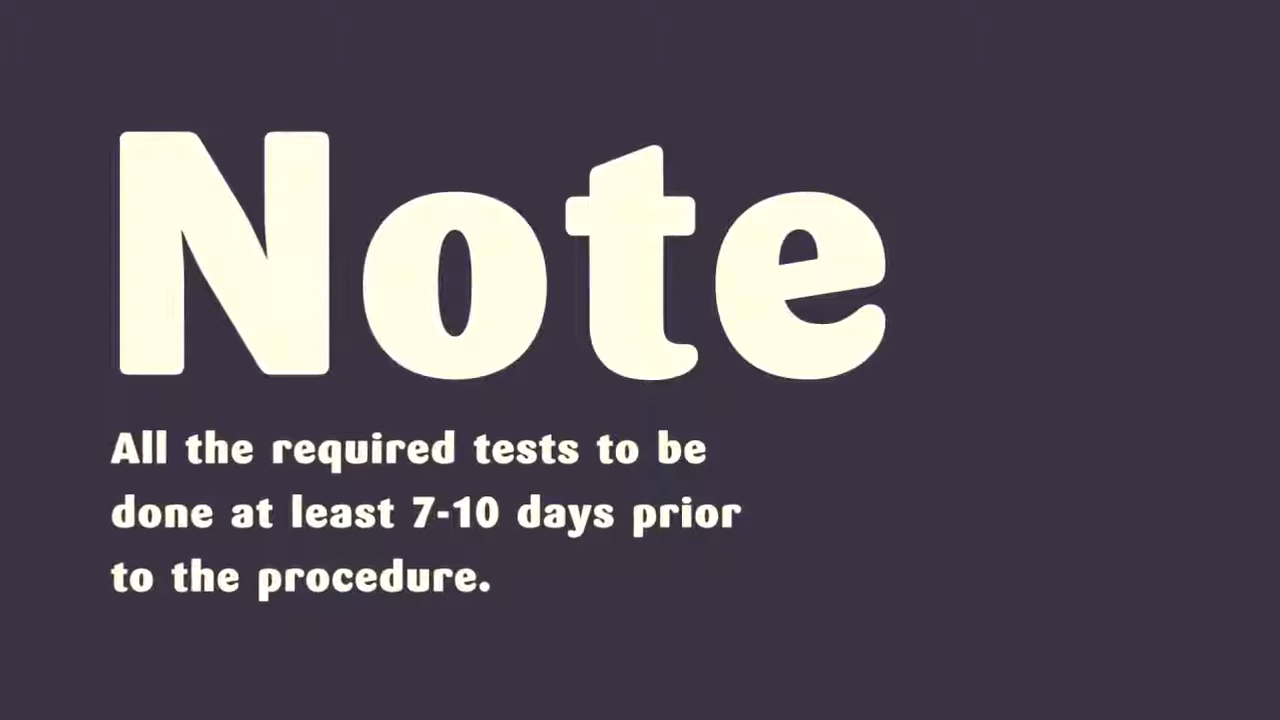 Note
All the required tests to be
done at least 7-10 days prior
to the procedure.